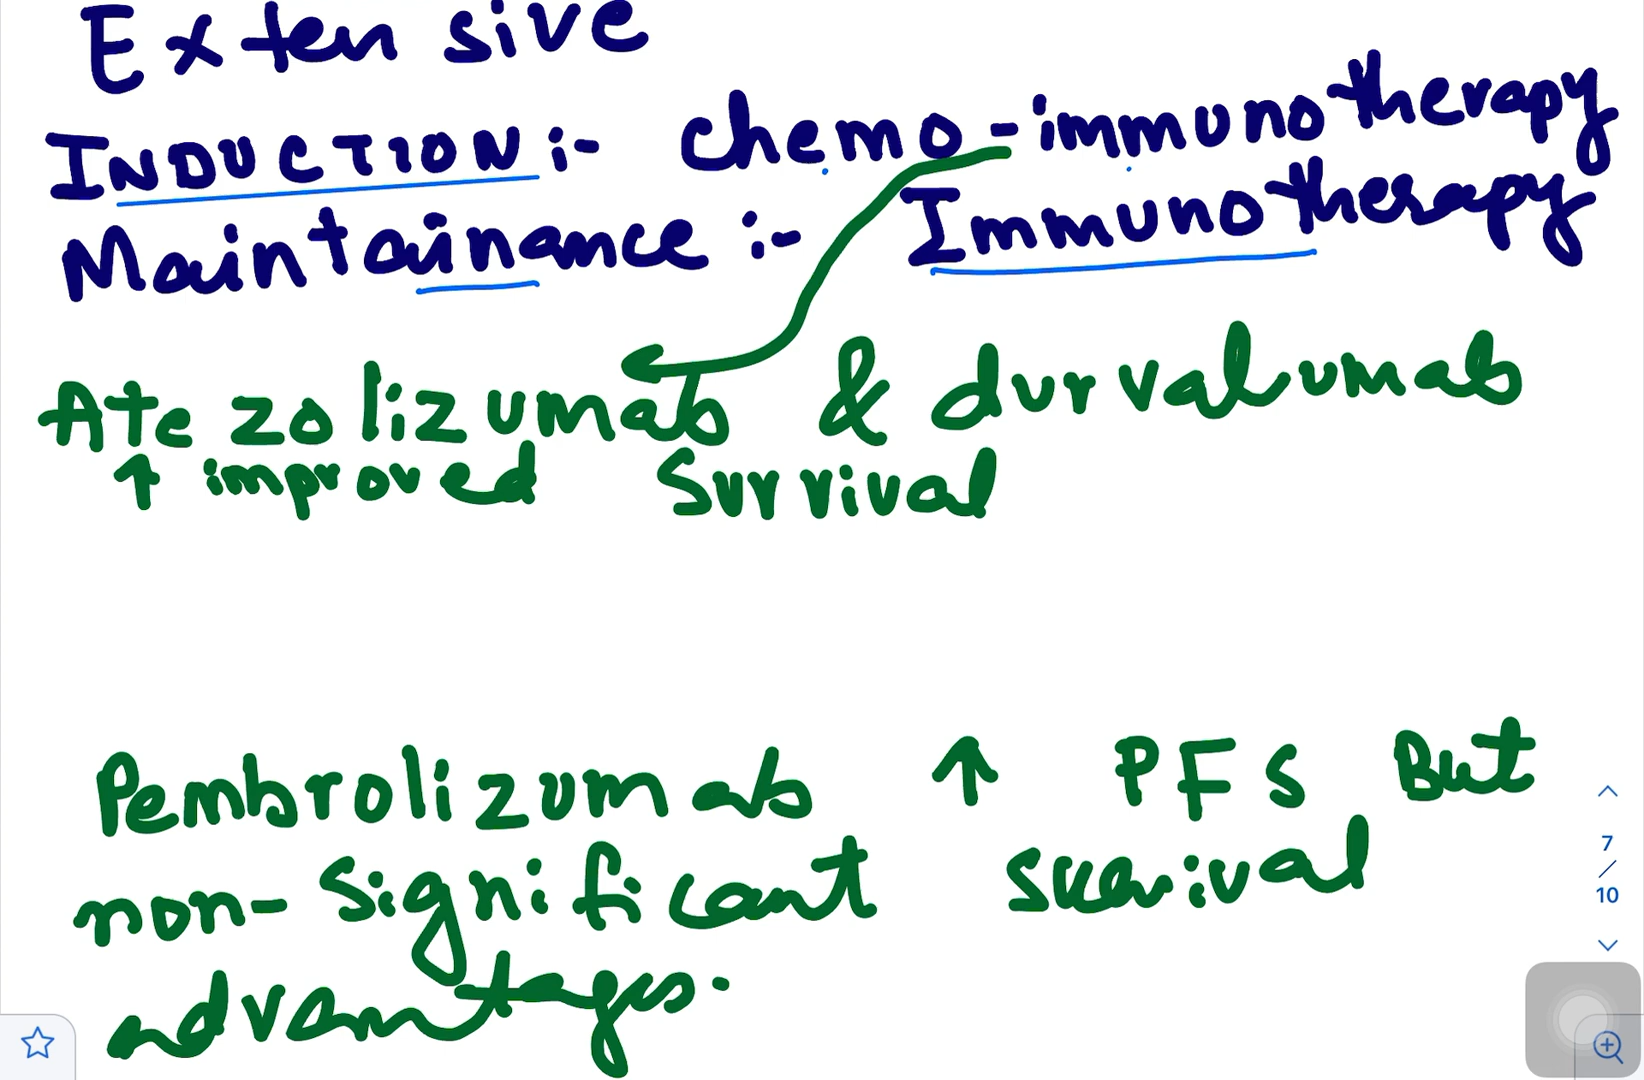 Extensive
INDUCTION :- chemo-immunotherapy
Maintainance :- Immunotherapy
Atezolizumab & durvalumab
↑ improved Survival
Pembrolizumab ↑ PFS But
non-significant survival
advantages.
7
/
10